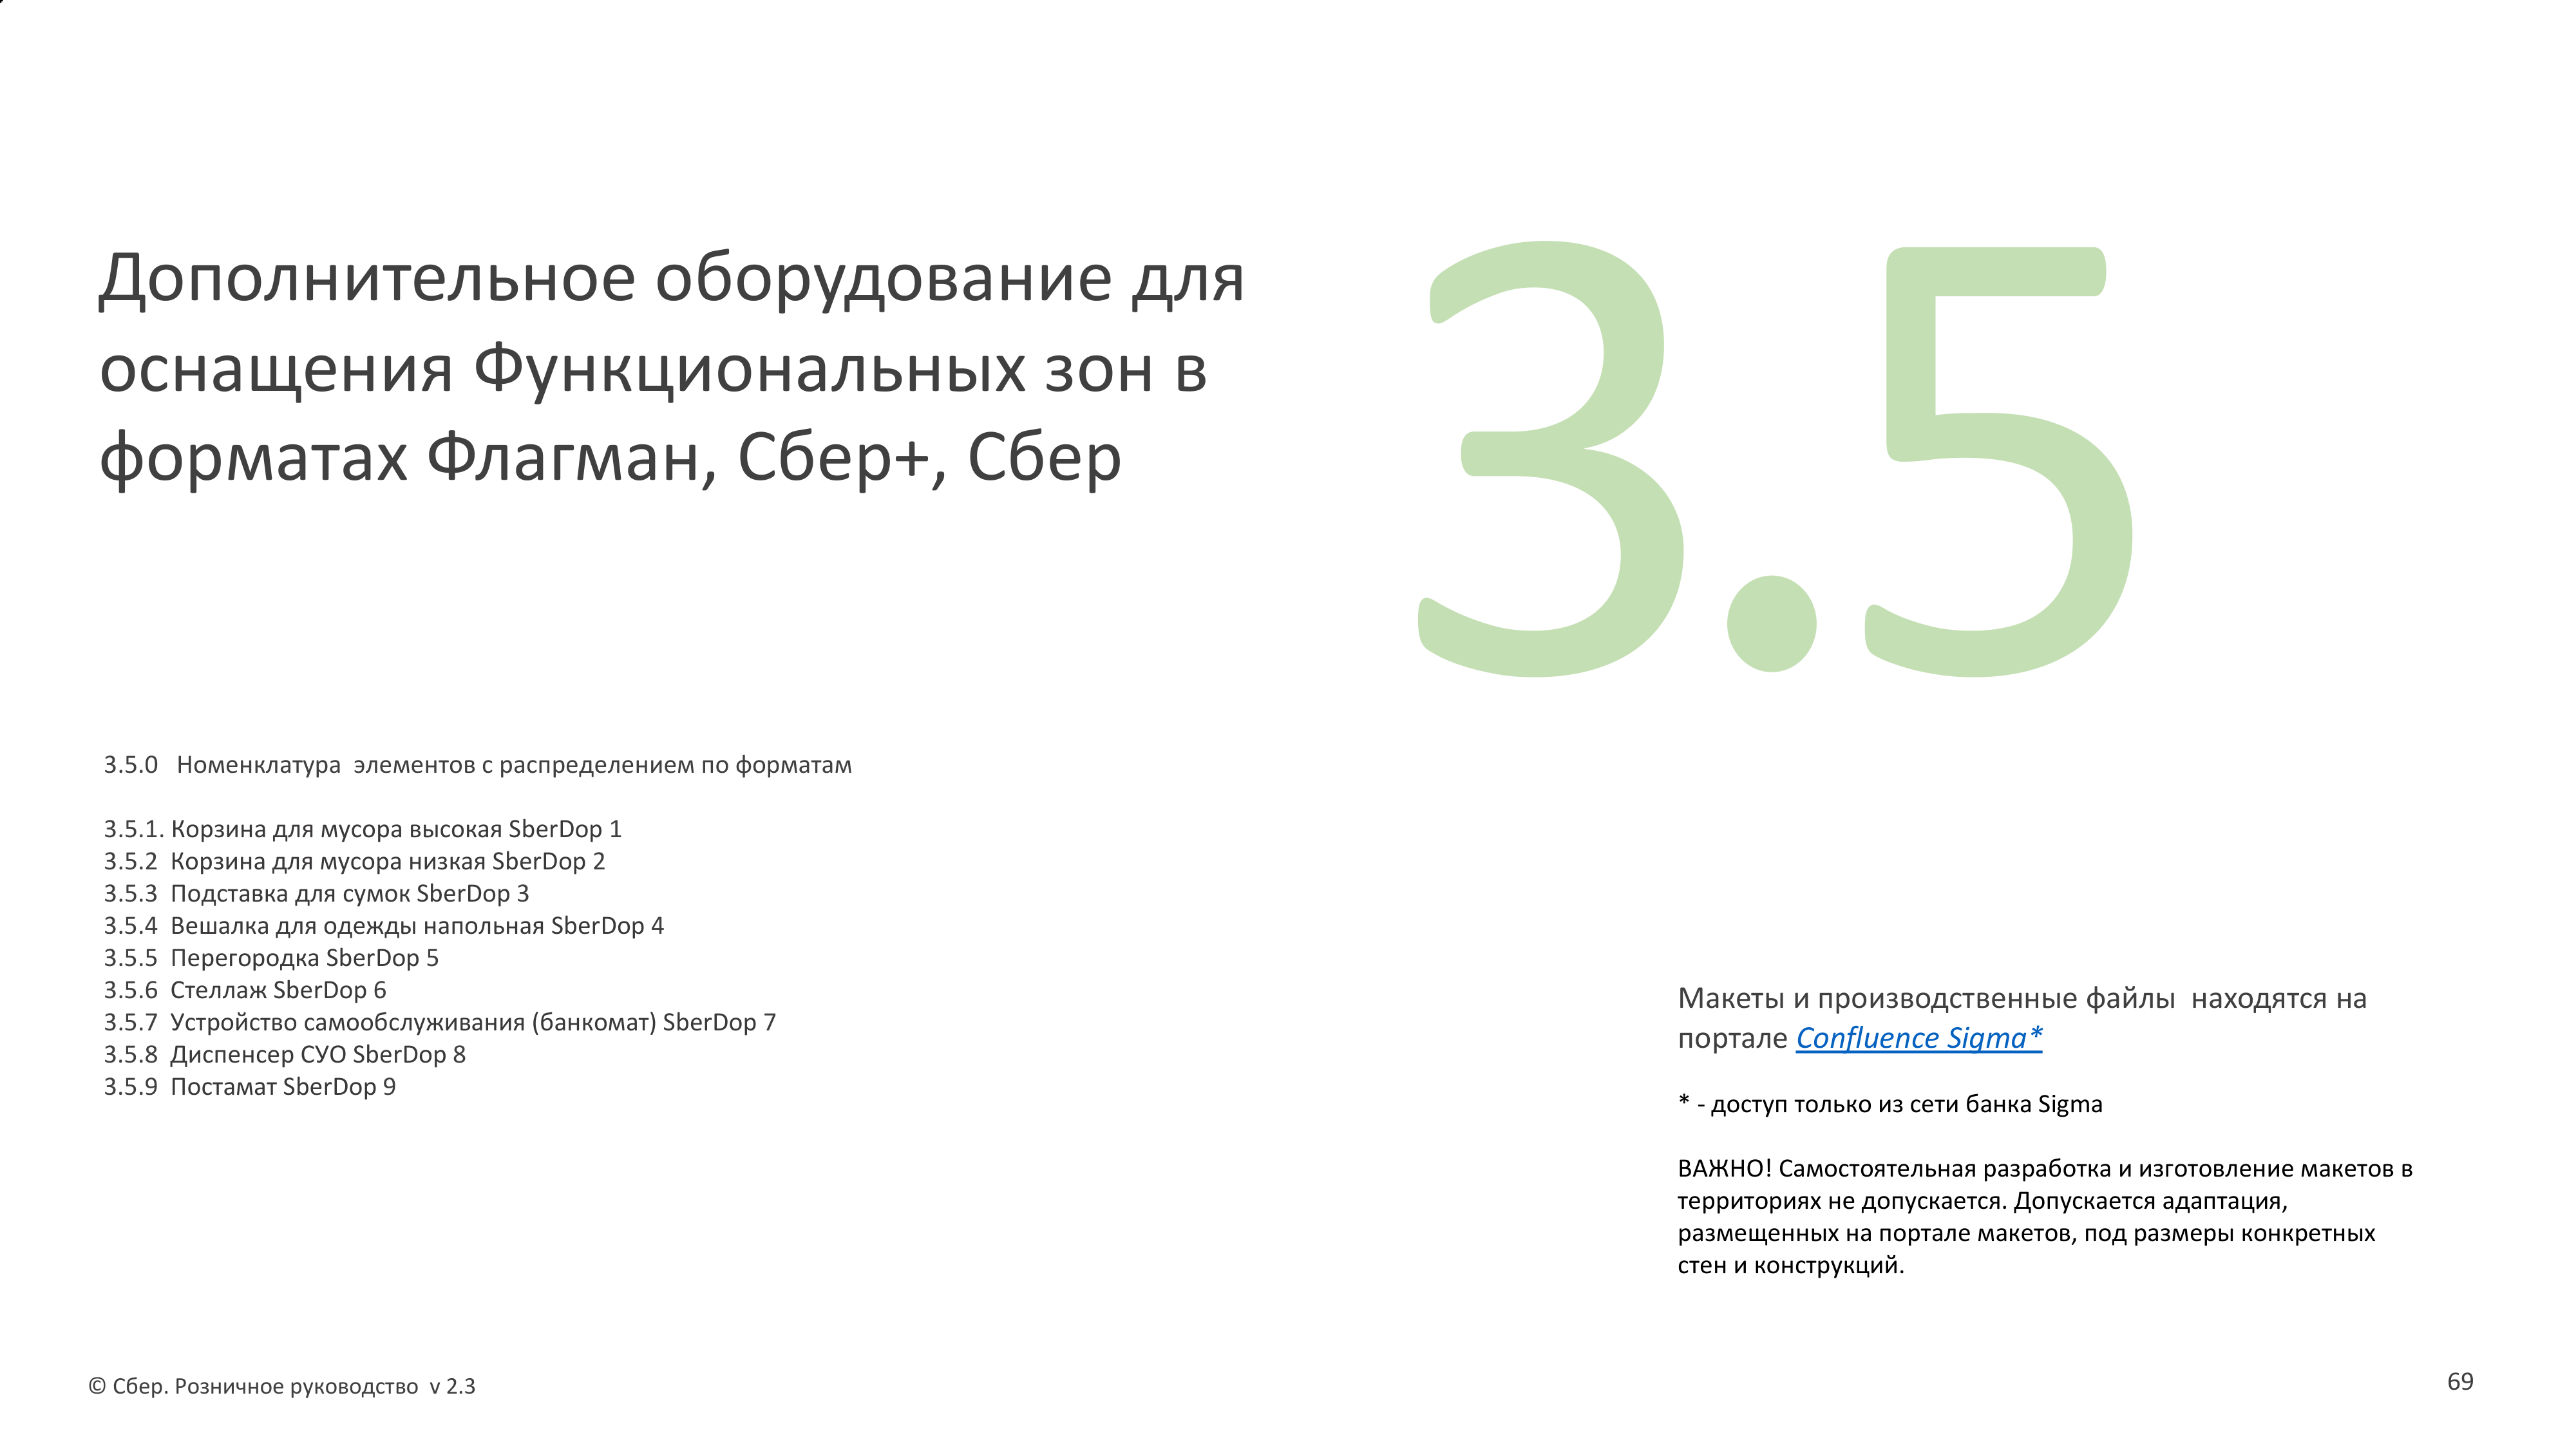 Дополнительное оборудование для
оснащения Функциональных зон в
форматах Флагман, Сбер+, Сбер
3.5
3.5.0 Номенклатура элементов с распределением по форматам
3.5.1. Корзина для мусора высокая SberDop 1
3.5.2 Корзина для мусора низкая SberDop 2
3.5.3 Подставка для сумок SberDop 3
3.5.4 Вешалка для одежды напольная SberDop 4
3.5.5 Перегородка SberDop 5
3.5.6 Стеллаж SberDop 6
3.5.7 Устройство самообслуживания (банкомат) SberDop 7
3.5.8 Диспенсер СУО SberDop 8
3.5.9 Постамат SberDop 9
Макеты и производственные файлы находятся на
портале Confluence Sigma*
* - доступ только из сети банка Sigma
ВАЖНО! Самостоятельная разработка и изготовление макетов в
территориях не допускается. Допускается адаптация,
размещенных на портале макетов, под размеры конкретных
стен и конструкций.
© Сбер. Розничное руководство v 2.3
69